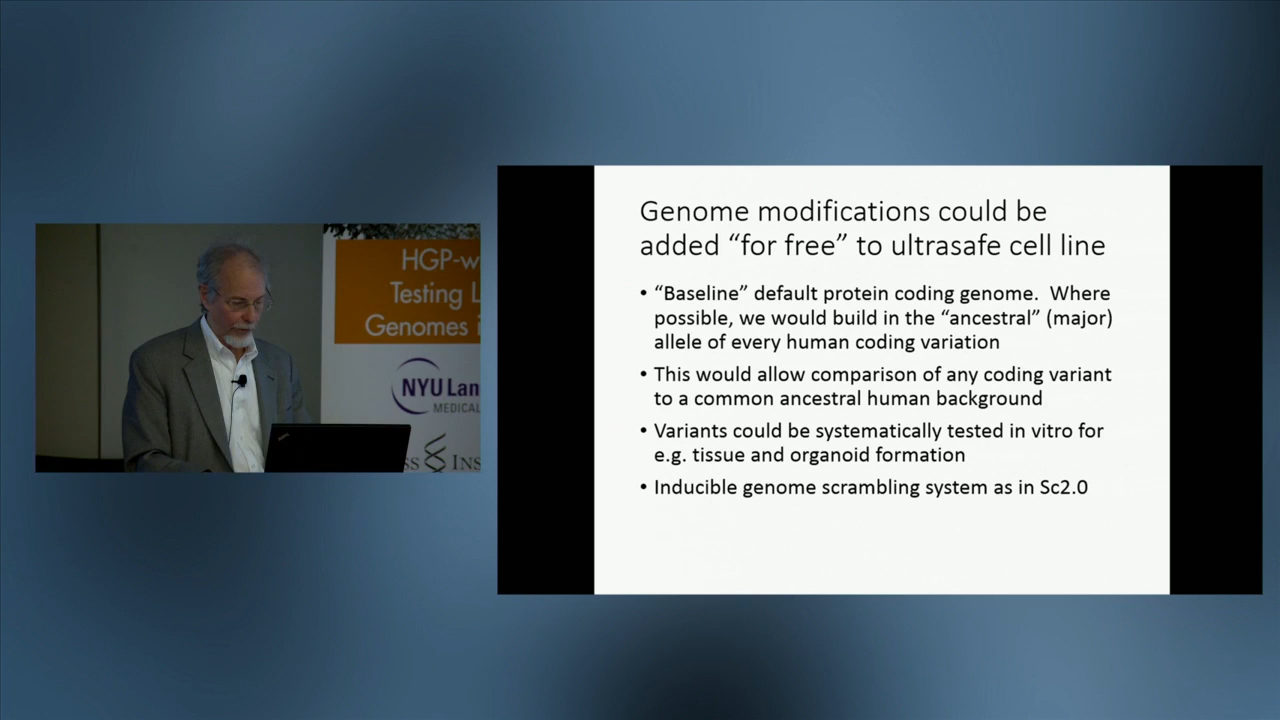 HGP-w
Testing L
Genomes i
NYU Lan
MEDICAL
SS INS
Genome modifications could be
added “for free” to ultrasafe cell line
• “Baseline” default protein coding genome.  Where
possible, we would build in the “ancestral” (major)
allele of every human coding variation
• This would allow comparison of any coding variant
to a common ancestral human background
• Variants could be systematically tested in vitro for
e.g. tissue and organoid formation
• Inducible genome scrambling system as in Sc2.0